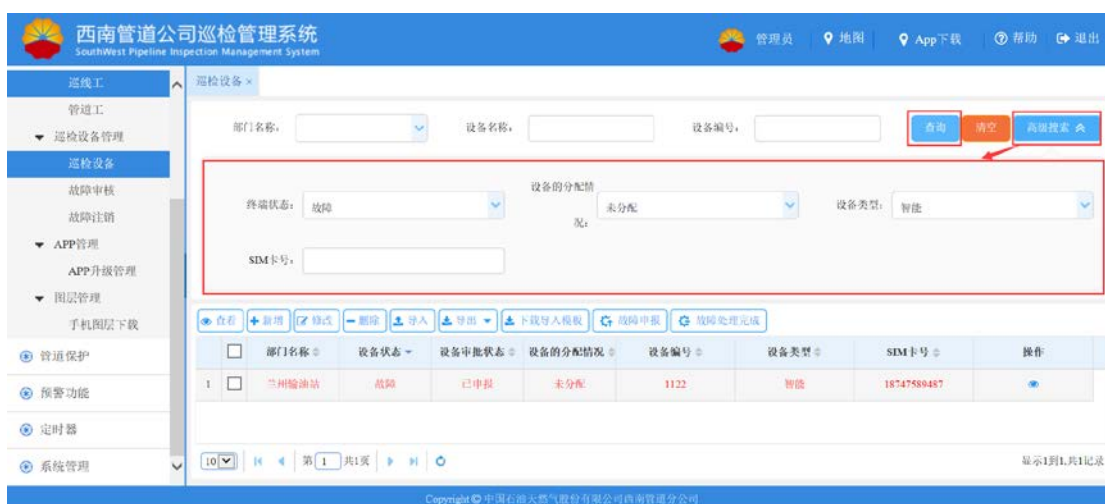 西南管道公司巡检管理系统
SouthWest Pipeline Inspection Management System
管理员 地图 App下载 帮助 退出
巡线工
管道工
巡检设备管理
巡检设备
故障审核
故障注销
APP管理
APP升级管理
图层管理
手机图层下载
管道保护
预警功能
定时器
系统管理
巡检设备 ×
部门名称: 设备名称: 设备编号: 查询 清空 高级搜索
终端状态: 故障 设备的分配情况: 未分配 设备类型: 智能
SIM卡号:
查看 新增 修改 删除 导入 导出 下载导入模板 故障申报 故障处理完成
部门名称 设备状态 设备审批状态 设备的分配情况 设备编号 设备类型 SIM卡号 操作
1 兰州输油站 故障 已申报 未分配 1122 智能 18747589487
10 第 1 共1页 显示1到1,共1记录
Copyright © 中国石油天然气股份有限公司西南管道分公司